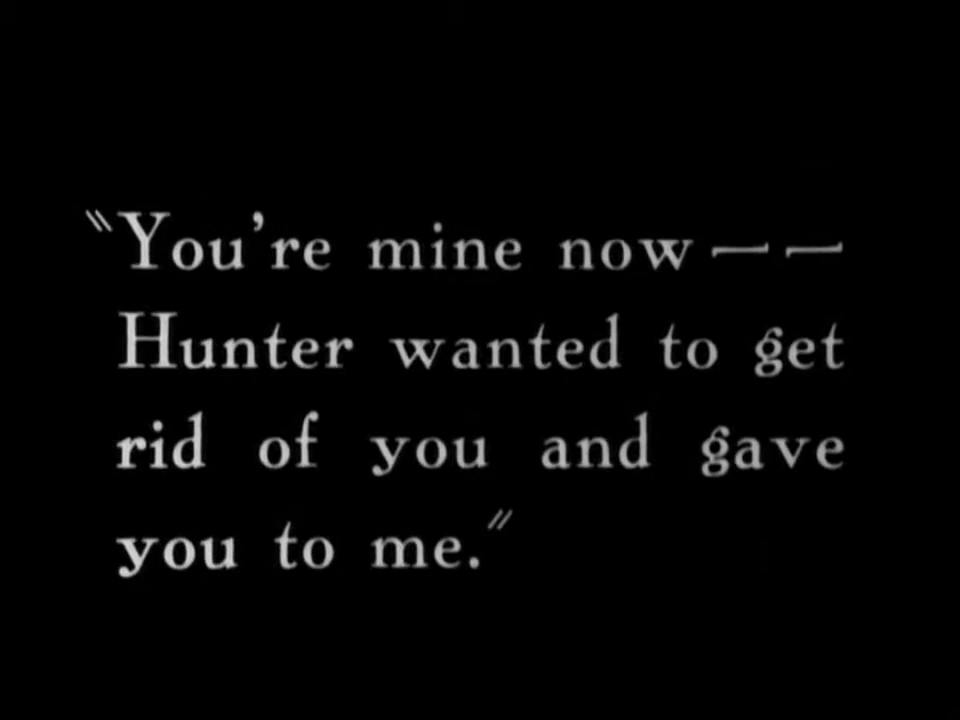 "You're mine now——
Hunter wanted to get
rid of you and gave
you to me."